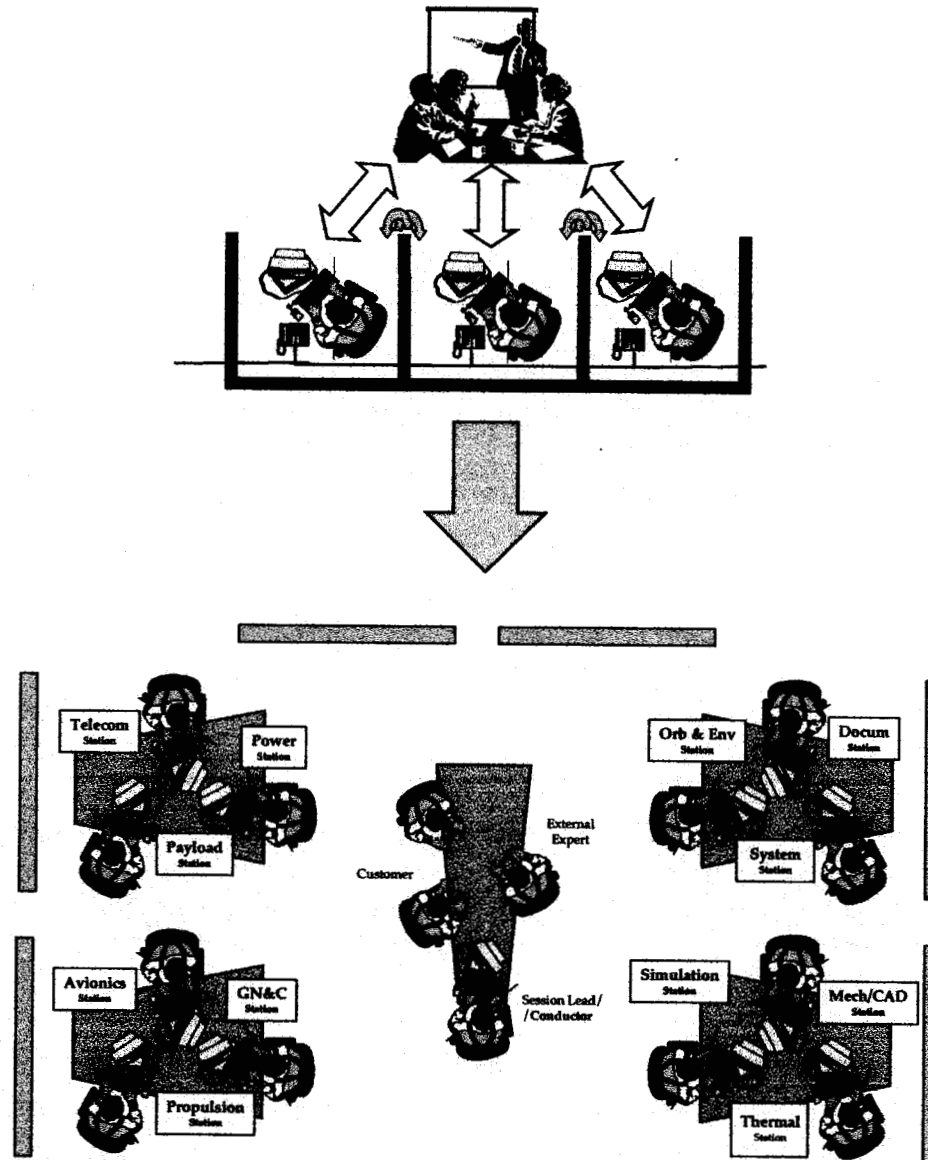 Telecom
Station
Power
Station
Payload
Station
Orb & Env
Station
Docum
Station
System
Station
External
Expert
Customer
Avionics
Station
GN&C
Station
Propulsion
Station
Session Lead/
/Conductor
Simulation
Station
Mech/CAD
Station
Thermal
Station